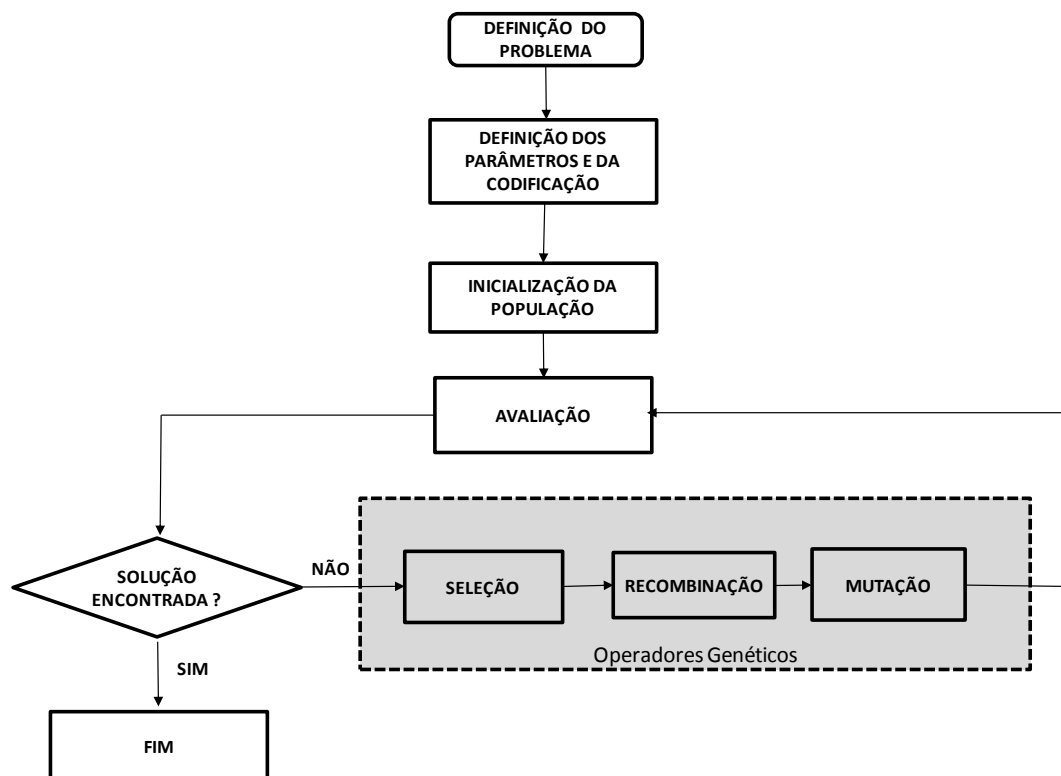 DEFINIÇÃO DO
PROBLEMA
DEFINIÇÃO DOS
PARÂMETROS E DA
CODIFICAÇÃO
INICIALIZAÇÃO DA
POPULAÇÃO
AVALIAÇÃO
SOLUÇÃO
ENCONTRADA ?
NÃO
SELEÇÃO
RECOMBINAÇÃO
MUTAÇÃO
Operadores Genéticos
SIM
FIM